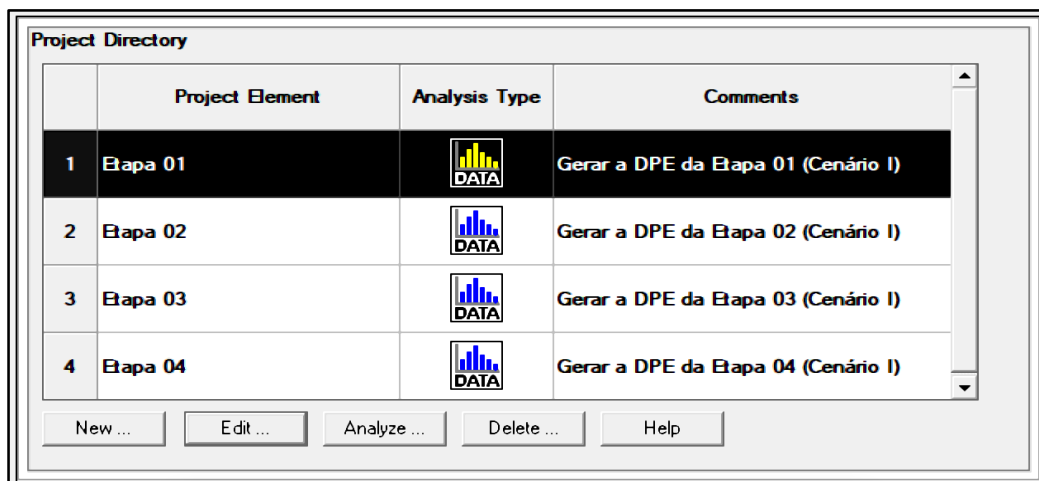 Project Directory
Project Element Analysis Type Comments
1 Etapa 01 DATA Gerar a DPE da Etapa 01 (Cenário I)
2 Etapa 02 DATA Gerar a DPE da Etapa 02 (Cenário I)
3 Etapa 03 DATA Gerar a DPE da Etapa 03 (Cenário I)
4 Etapa 04 DATA Gerar a DPE da Etapa 04 (Cenário I)
New ... Edit ... Analyze ... Delete ... Help